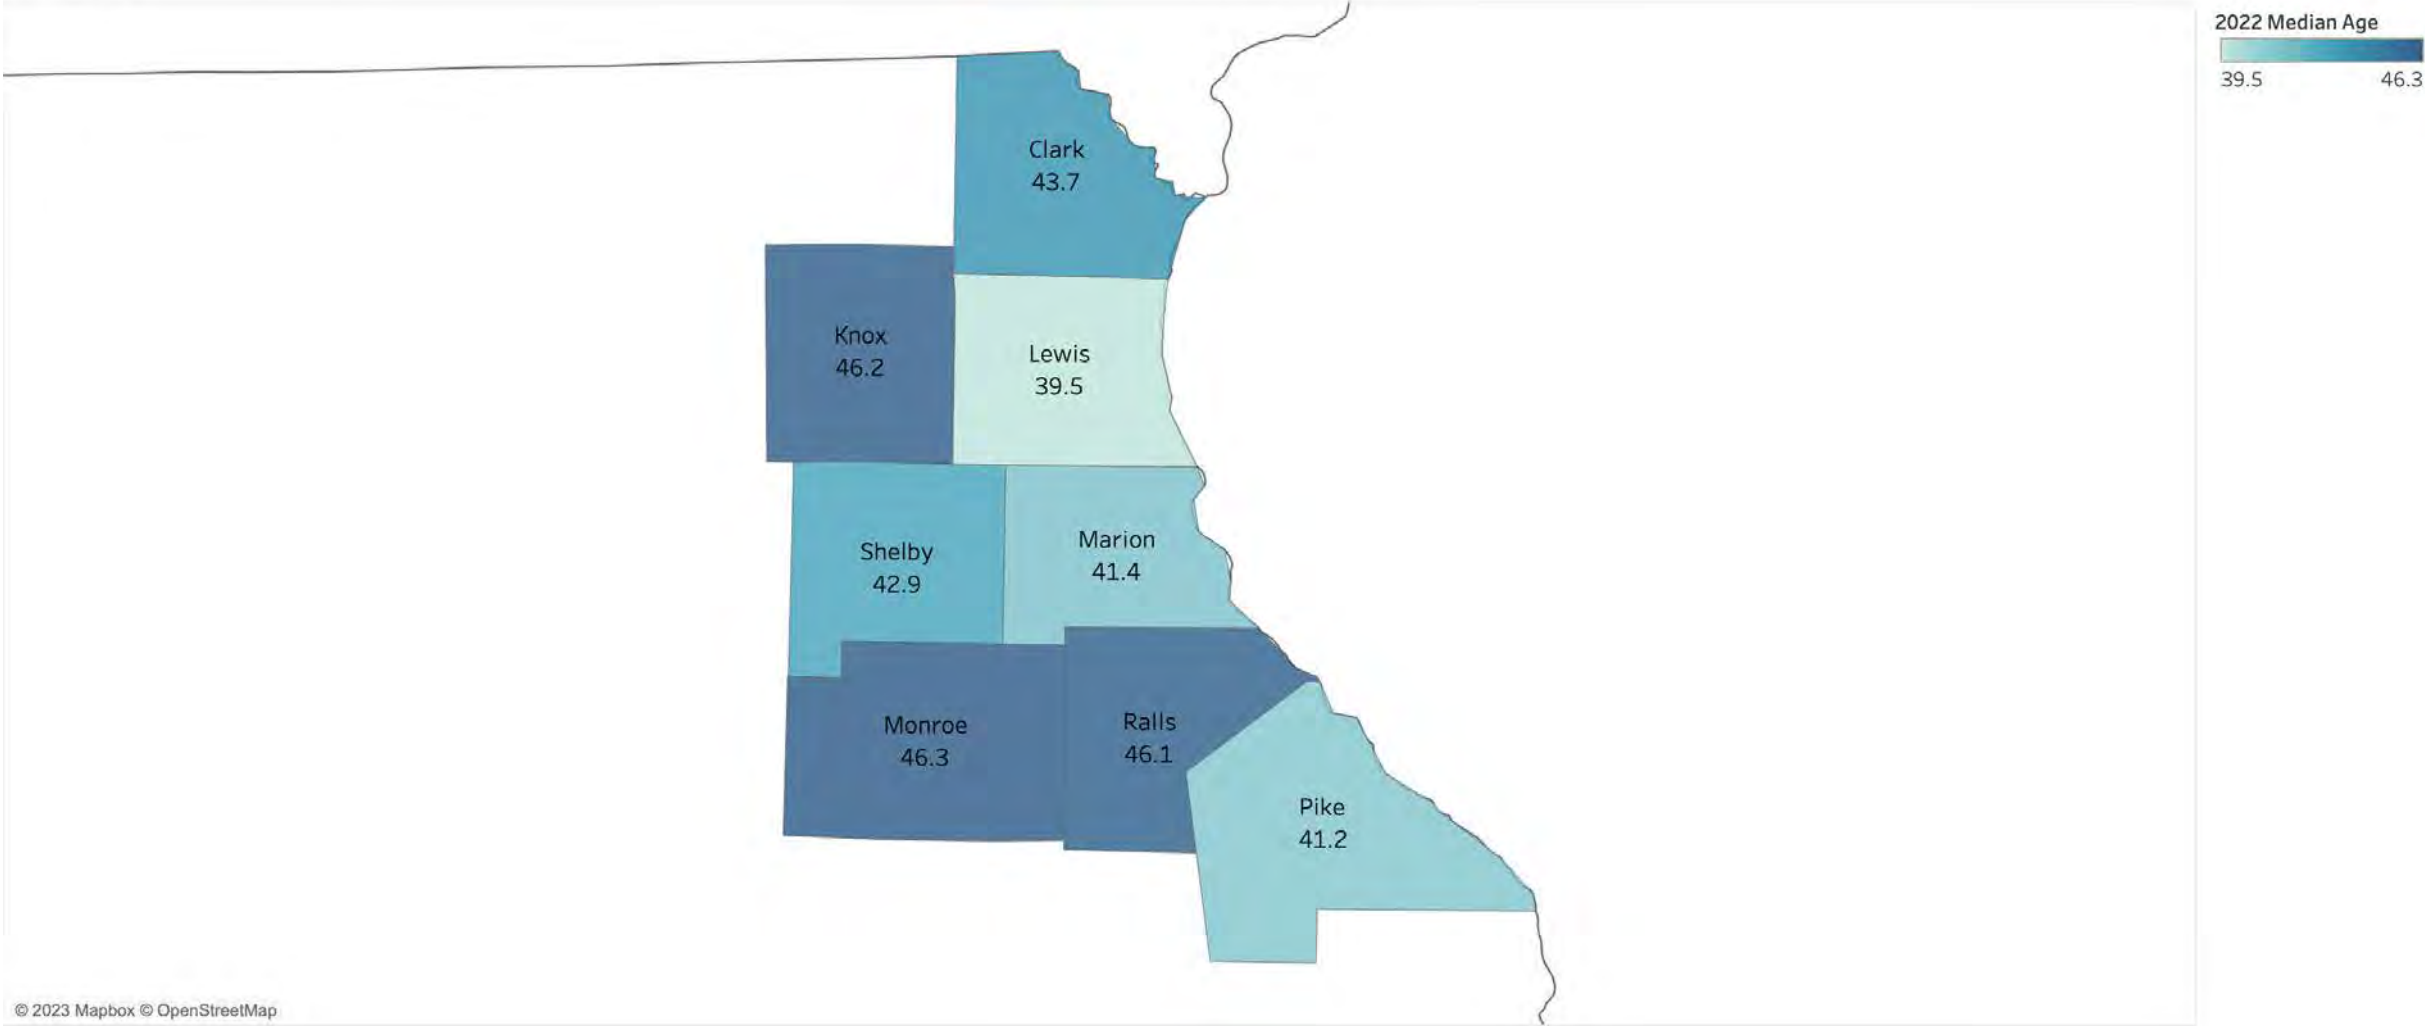 2022 Median Age
39.5 46.3
Clark
43.7
Knox
46.2
Lewis
39.5
Shelby
42.9
Marion
41.4
Monroe
46.3
Ralls
46.1
Pike
41.2
© 2023 Mapbox © OpenStreetMap